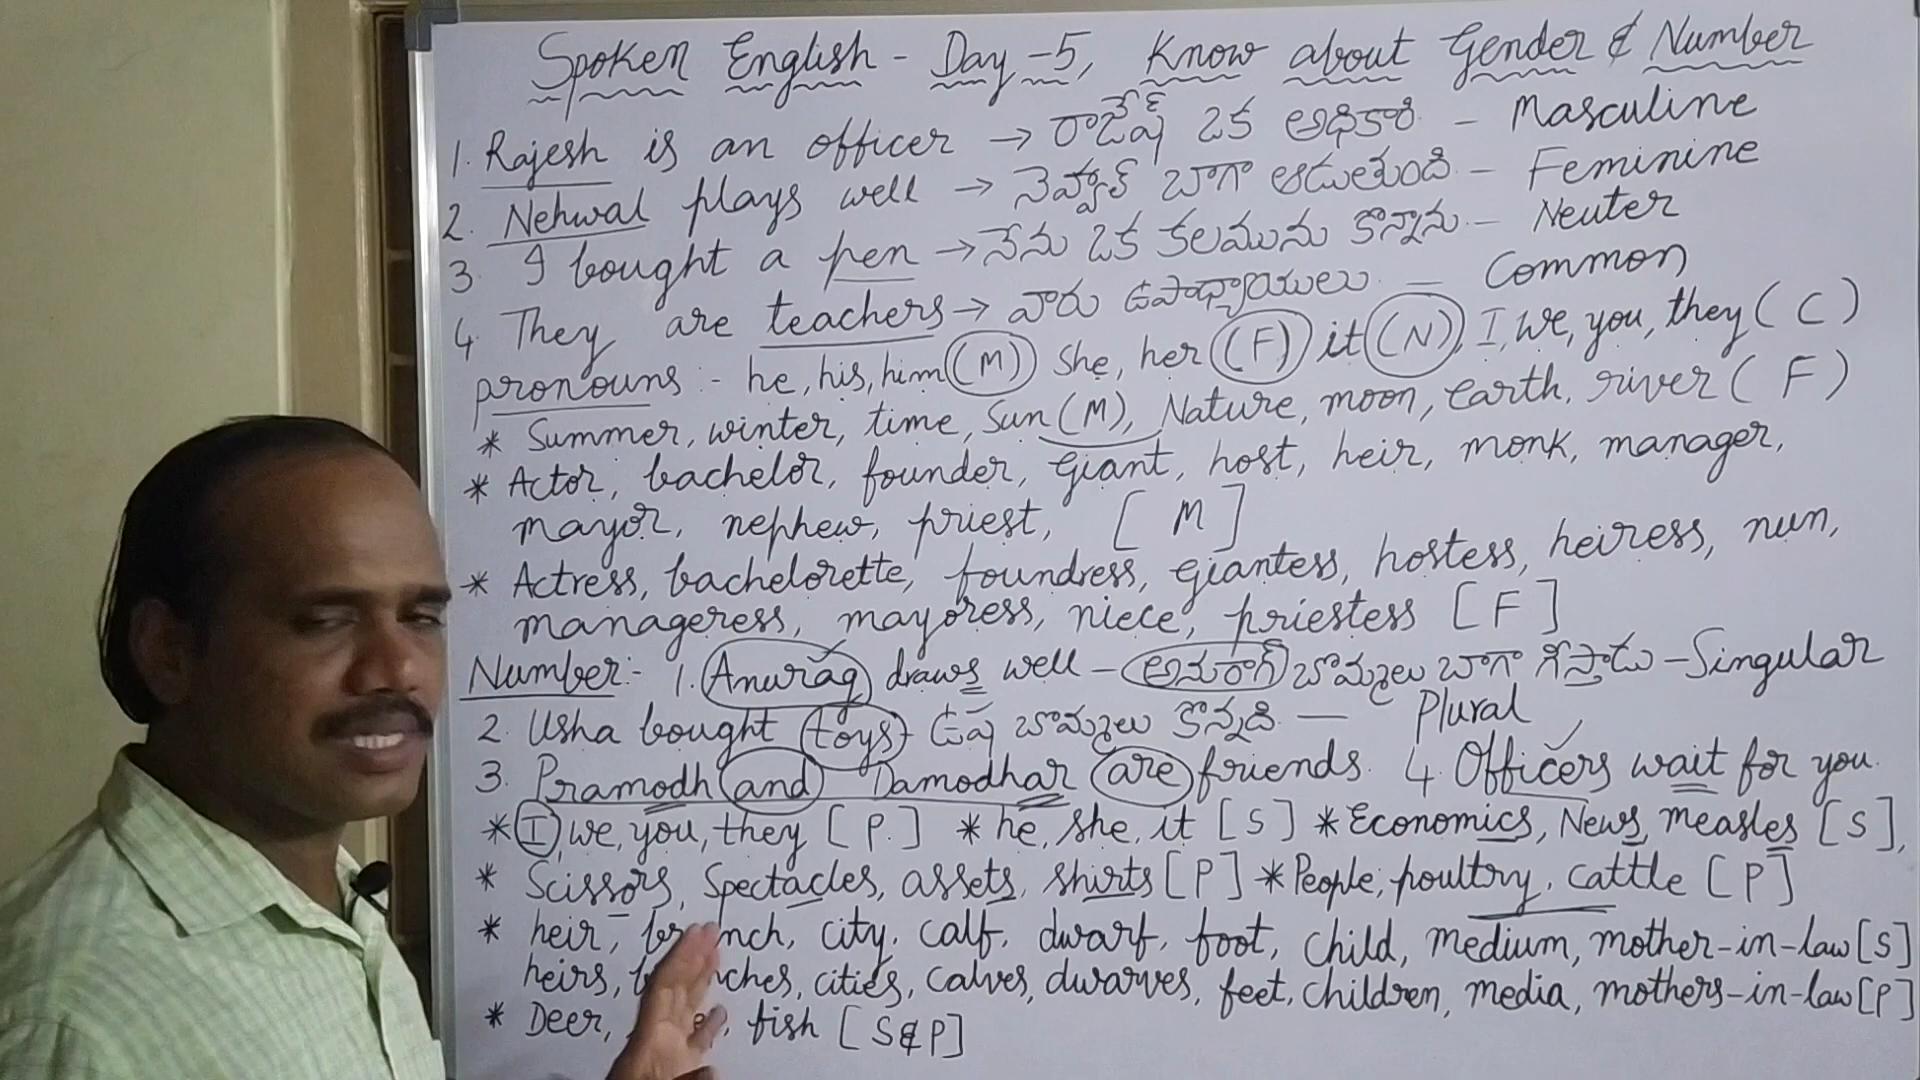 Spoken English - Day -5, Know about Gender & Number
1. Rajesh is an officer → రాజేష్ ఒక అధికారి - Masculine
2. Nehwal plays well → నెహ్వాల్ బాగా ఆడుతుంది - Feminine
3. I bought a pen → నేను ఒక కలమును కొన్నాను - Neuter
4. They are teachers → వారు ఉపాధ్యాయులు - Common
pronouns:- he, his, him (M) She, her (F) it (N), I, we, you, they (C)
* Summer, winter, time, Sun (M), Nature, moon, earth, river (F)
* Actor, bachelor, founder, giant, host, heir, monk, manager,
mayor, nephew, priest, [M]
* Actress, bachelorette, foundress, giantess, hostess, heiress, nun,
manageress, mayoress, niece, priestess [F]
Number:- 1. Anurag draws well - అనురాగ్ బొమ్మలు బాగా గీస్తాడు - Singular
2. Usha bought toys - ఉష బొమ్మలు కొన్నది - Plural
3. Pramodh and Damodhar are friends. 4. Officers wait for you.
* I, we, you, they [P.] * he, she, it [S] * Economics, News, measles [S],
* Scissors, Spectacles, assets, shirts [P] * People, poultry, cattle [P]
* heir, city, calf, dwarf, foot, child, medium, mother-in-law [S]
heirs, cities, calves, dwarves, feet, children, media, mothers-in-law [P]
* Deer, fish [S & P]